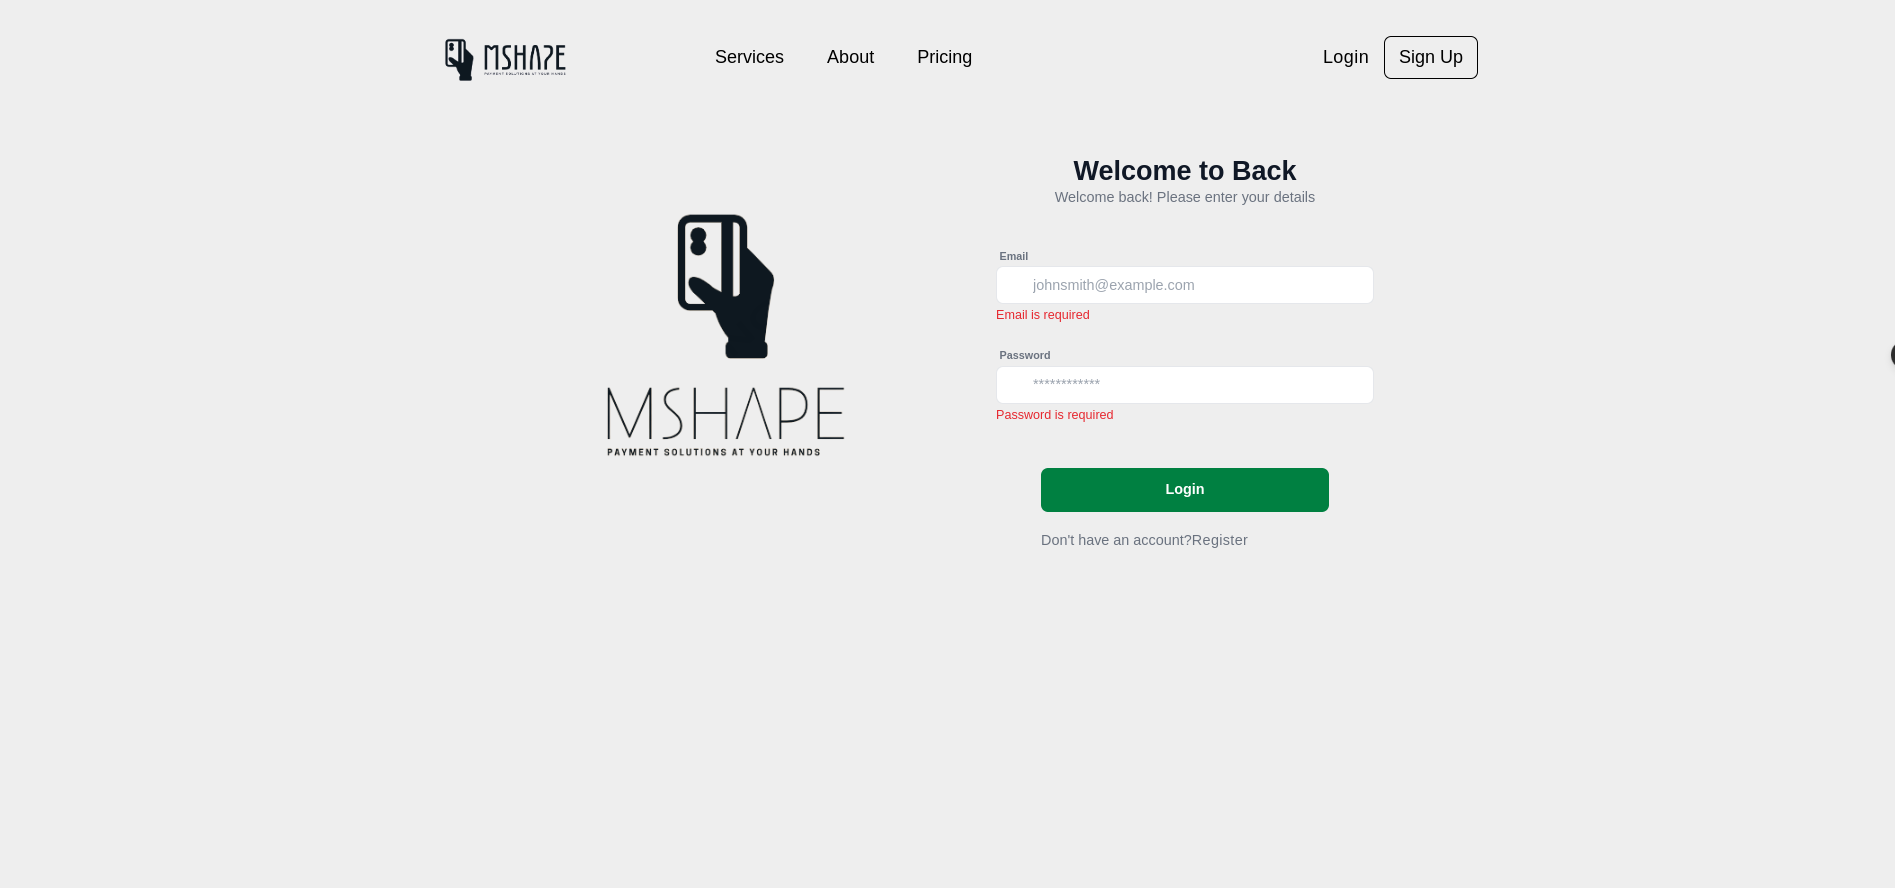 MSHAPE
PAYMENT SOLUTIONS AT YOUR HANDS
Services
About
Pricing
Login
Sign Up
MSHAPE
PAYMENT SOLUTIONS AT YOUR HANDS
Welcome to Back
Welcome back! Please enter your details
Email
johnsmith@example.com
Email is required
Password
************
Password is required
Login
Don't have an account?Register